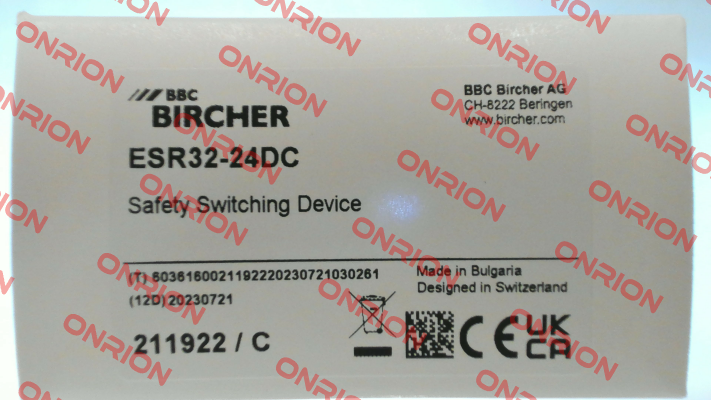 BBC
BIRCHER
BBC Bircher AG
CH-8222 Beringen
www.bircher.com
ESR32-24DC
Safety Switching Device
(T) 6036160021192220230721030261
(12D) 20230721
Made in Bulgaria
Designed in Switzerland
211922 / C
CE
UK
CA
ONRION